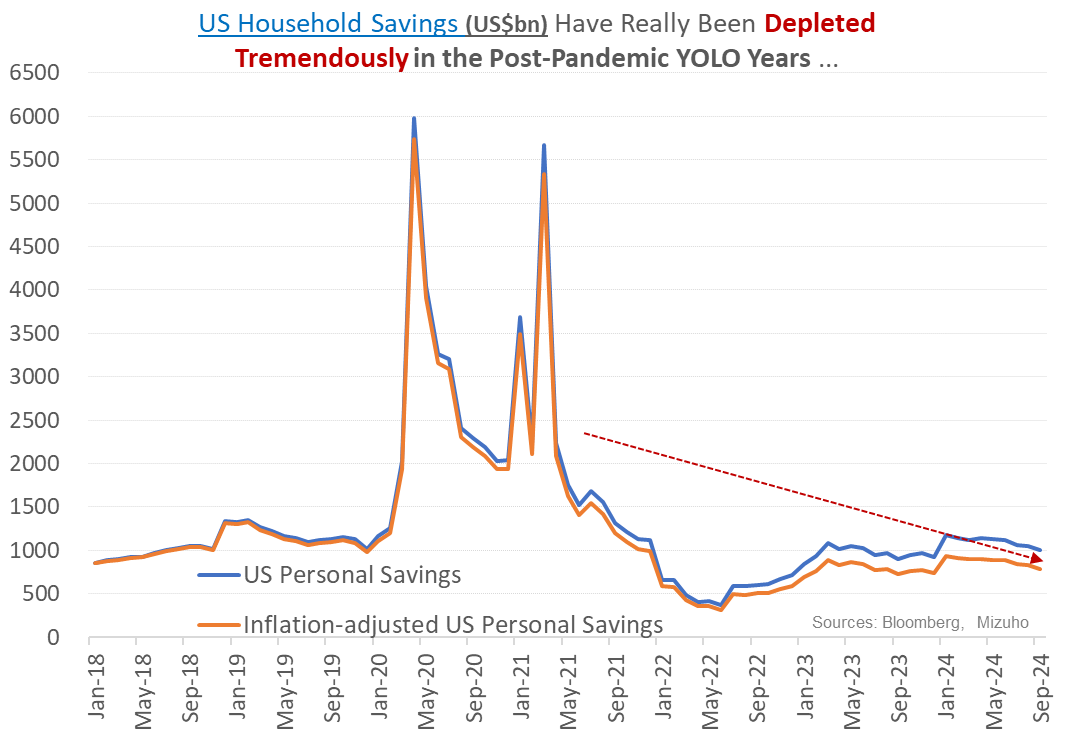 US Household Savings (US$bn) Have Really Been Depleted
Tremendously in the Post-Pandemic YOLO Years ...
6500
6000
5500
5000
4500
4000
3500
3000
2500
2000
1500
1000
500
0
US Personal Savings
Inflation-adjusted US Personal Savings
Sources: Bloomberg, Mizuho
Jan-18
May-18
Sep-18
Jan-19
May-19
Sep-19
Jan-20
May-20
Sep-20
Jan-21
May-21
Sep-21
Jan-22
May-22
Sep-22
Jan-23
May-23
Sep-23
Jan-24
May-24
Sep-24